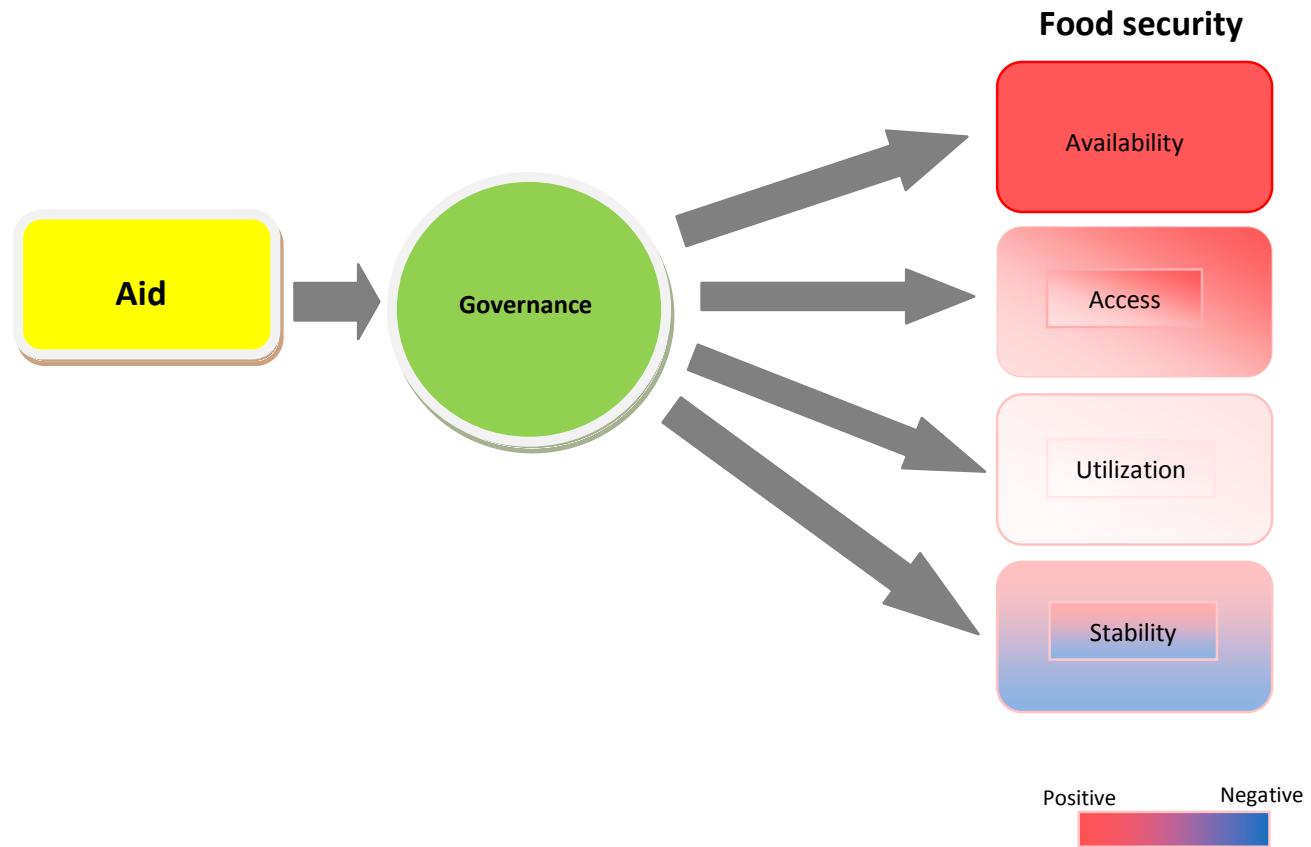 Food security
Availability
Aid
Governance
Access
Utilization
Stability
Positive
Negative